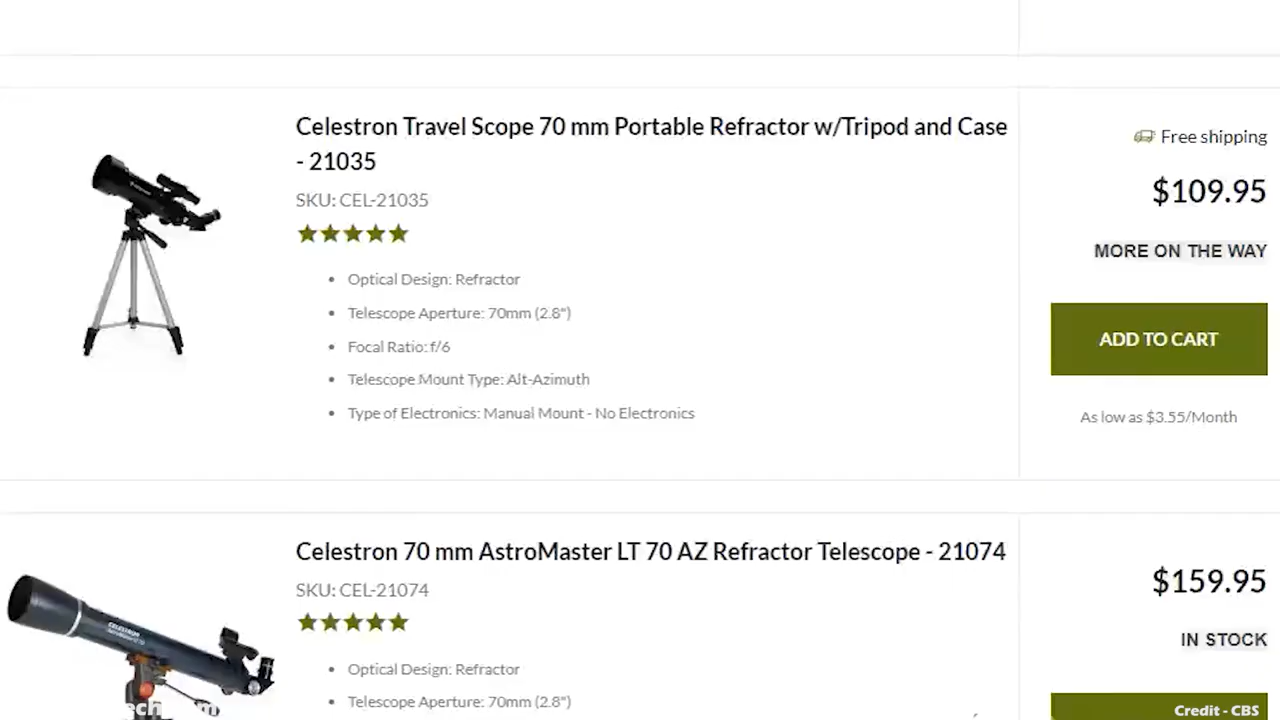 Celestron Travel Scope 70 mm Portable Refractor w/Tripod and Case
- 21035
SKU: CEL-21035
Optical Design: Refractor
Telescope Aperture: 70mm (2.8")
Focal Ratio: f/6
Telescope Mount Type: Alt-Azimuth
Type of Electronics: Manual Mount - No Electronics
Free shipping
$109.95
MORE ON THE WAY
ADD TO CART
As low as $3.55/Month
Celestron 70 mm AstroMaster LT 70 AZ Refractor Telescope - 21074
SKU: CEL-21074
Optical Design: Refractor
Telescope Aperture: 70mm (2.8")
CELESTRON
$159.95
IN STOCK
Credit - CBS